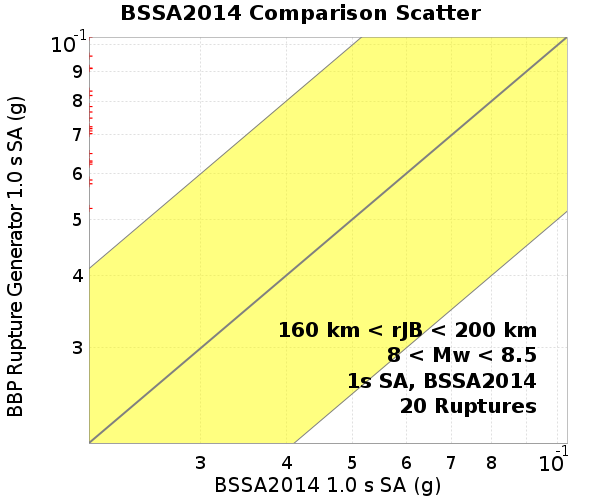 BSSA2014 Comparison Scatter
BBP Rupture Generator 1.0 s SA (g)
10-1
9
8
7
6
5
4
3
160 km < rJB < 200 km
8 < Mw < 8.5
1s SA, BSSA2014
20 Ruptures
3 4 5 6 7 8 10-1
BSSA2014 1.0 s SA (g)